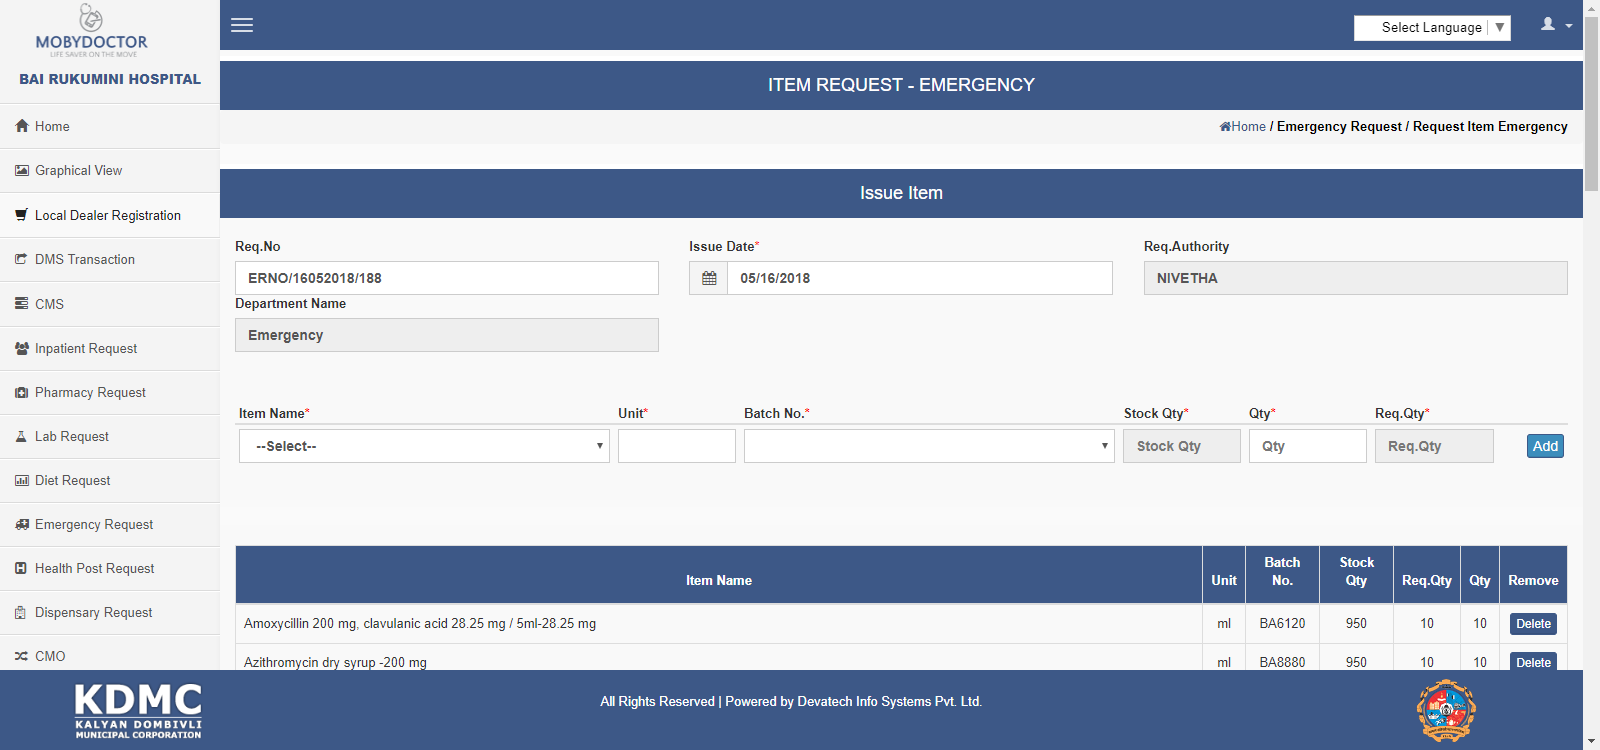 MOBYDOCTOR
LIFE SAVER ON THE MOVE
BAI RUKUMINI HOSPITAL
Home
Graphical View
Local Dealer Registration
DMS Transaction
CMS
Inpatient Request
Pharmacy Request
Lab Request
Diet Request
Emergency Request
Health Post Request
Dispensary Request
CMO
Select Language ▼
ITEM REQUEST - EMERGENCY
Home / Emergency Request / Request Item Emergency
Issue Item
Req.No Issue Date* Req.Authority
ERNO/16052018/188 05/16/2018 NIVETHA
Department Name
Emergency
Item Name* Unit* Batch No.* Stock Qty* Qty* Req.Qty*
--Select-- Stock Qty Qty Req.Qty Add
Item Name Unit Batch No. Stock Qty Req.Qty Qty Remove
Amoxycillin 200 mg, clavulanic acid 28.25 mg / 5ml-28.25 mg ml BA6120 950 10 10 Delete
Azithromycin dry syrup -200 mg ml BA8880 950 10 10 Delete
KDMC
KALYAN DOMBIVLI
MUNICIPAL CORPORATION
All Rights Reserved | Powered by Devatech Info Systems Pvt. Ltd.